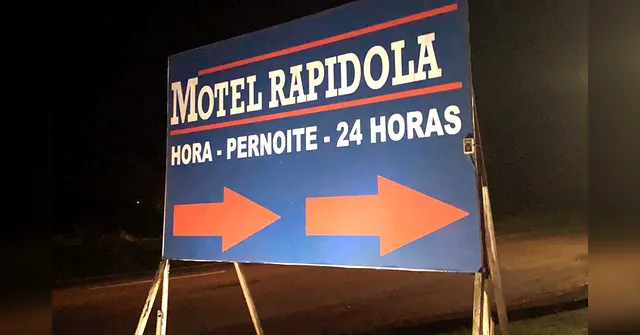 MOTEL RAPIDOLA
HORA - PERNOITE - 24 HORAS